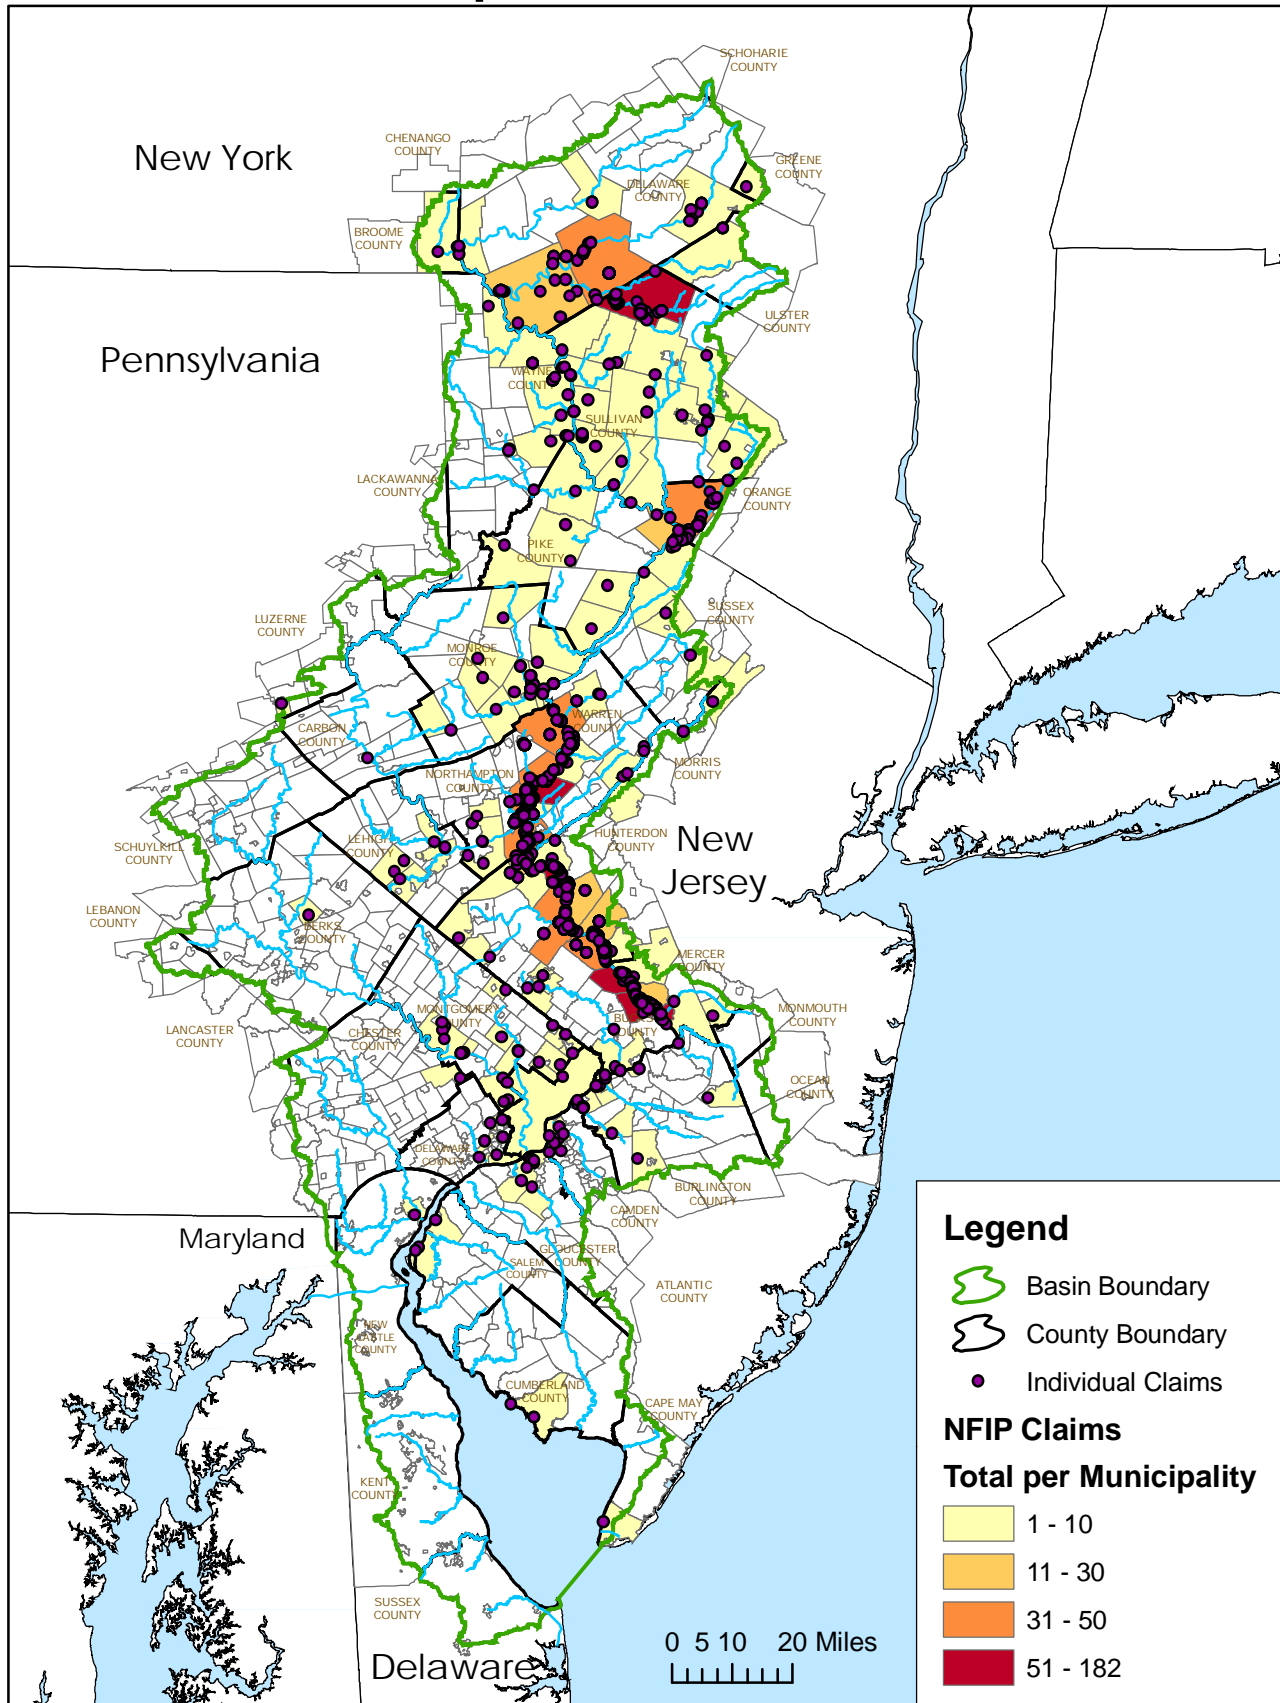 SCHOHARIE
COUNTY
CHENANGO
COUNTY
New York
GREENE
COUNTY
DELAWARE
COUNTY
BROOME
COUNTY
ULSTER
COUNTY
Pennsylvania
WAYNE
COUNTY
SULLIVAN
COUNTY
LACKAWANNA
COUNTY
ORANGE
COUNTY
PIKE
COUNTY
SUSSEX
COUNTY
LUZERNE
COUNTY
MONROE
COUNTY
WARREN
COUNTY
CARBON
COUNTY
MORRIS
COUNTY
NORTHAMPTON
COUNTY
HUNTERDON
COUNTY
New
Jersey
LEHIGH
COUNTY
SCHUYLKILL
COUNTY
LEBANON
COUNTY
BERKS
COUNTY
MERCER
COUNTY
MONTGOMERY
COUNTY
BUCKS
COUNTY
MONMOUTH
COUNTY
LANCASTER
COUNTY
CHESTER
COUNTY
OCEAN
COUNTY
DELAWARE
COUNTY
BURLINGTON
COUNTY
CAMDEN
COUNTY
Maryland
GLOUCESTER
COUNTY
SALEM
COUNTY
ATLANTIC
COUNTY
NEW
CASTLE
COUNTY
CUMBERLAND
COUNTY
CAPE MAY
COUNTY
KENT
COUNTY
SUSSEX
COUNTY
Delaware
0 5 10 20 Miles
Legend
Basin Boundary
County Boundary
Individual Claims
NFIP Claims
Total per Municipality
1 - 10
11 - 30
31 - 50
51 - 182